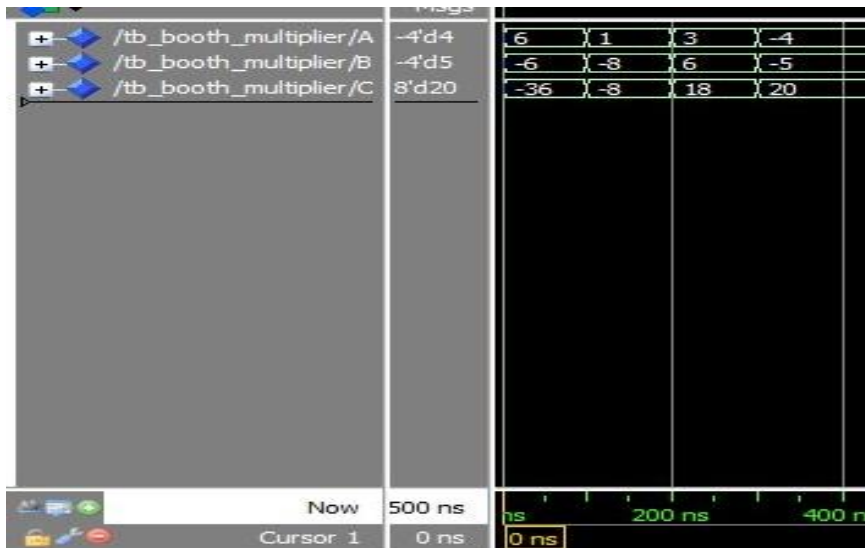 Msgs
/tb_booth_multiplier/A -4'd4 6 1 3 -4
/tb_booth_multiplier/B -4'd5 -6 -8 6 -5
/tb_booth_multiplier/C 8'd20 -36 -8 18 20
Now 500 ns ns 200 ns 400 n
Cursor 1 0 ns 0 ns